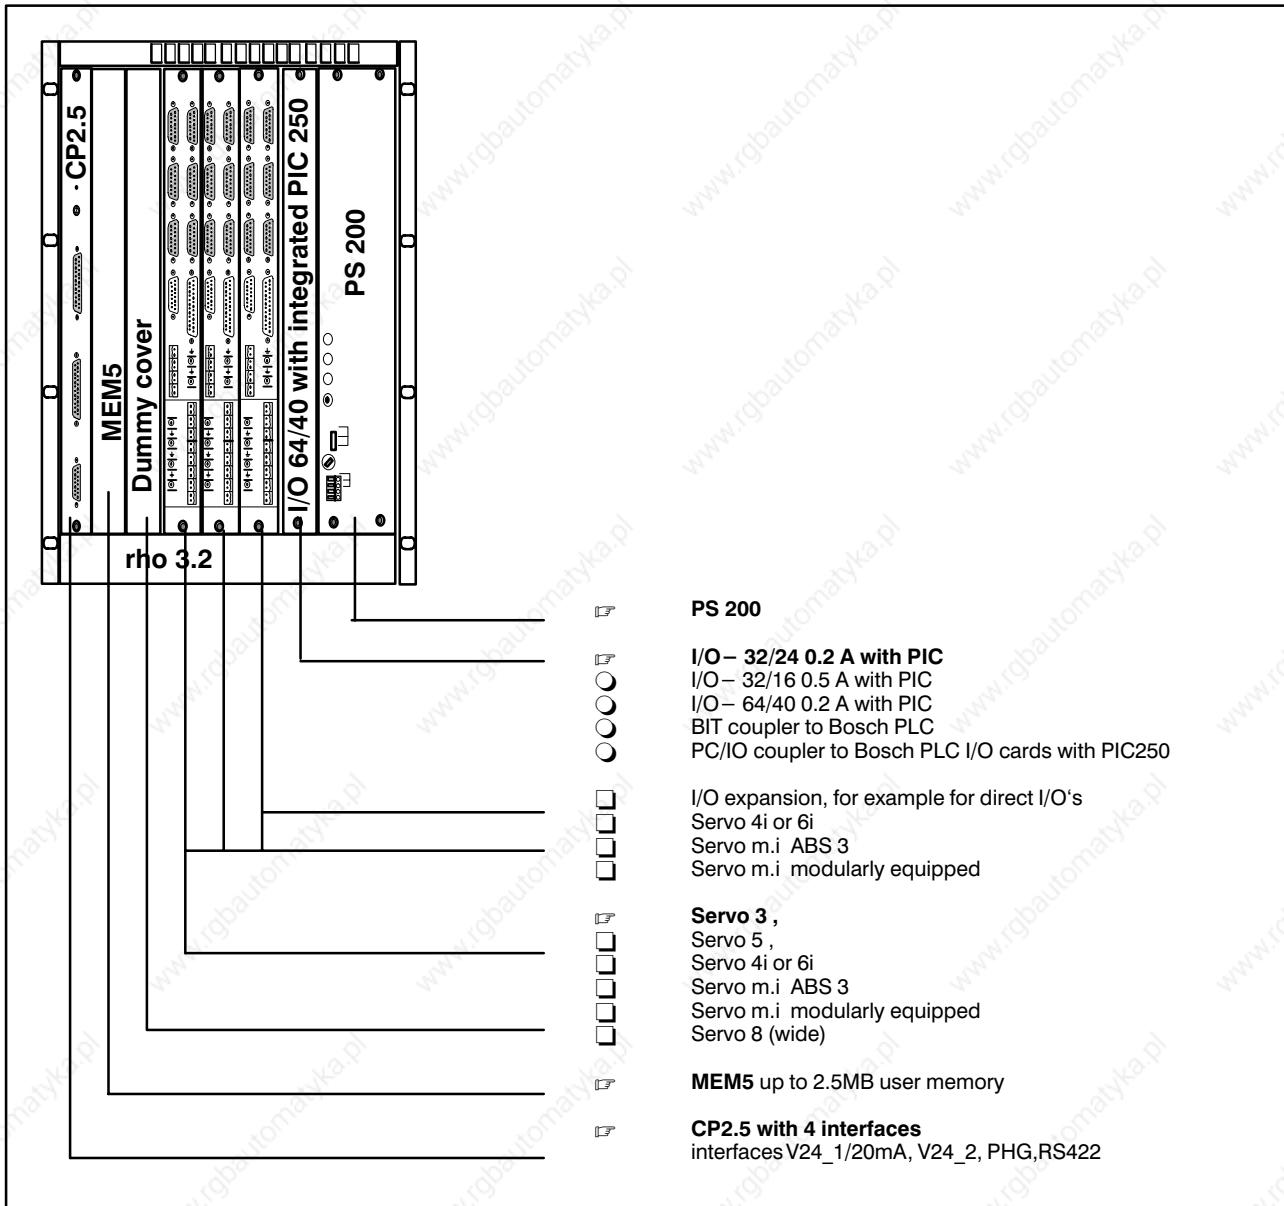 CP2.5
MEM5
Dummy cover
I/O 64/40 with integrated PIC 250
PS 200
rho 3.2
☞ PS 200
☞ I/O – 32/24 0.2 A with PIC
❍ I/O – 32/16 0.5 A with PIC
❍ I/O – 64/40 0.2 A with PIC
❍ BIT coupler to Bosch PLC
❍ PC/IO coupler to Bosch PLC I/O cards with PIC250
❏ I/O expansion, for example for direct I/O‘s
❏ Servo 4i or 6i
❏ Servo m.i ABS 3
❏ Servo m.i modularly equipped
☞ Servo 3 ,
❏ Servo 5 ,
❏ Servo 4i or 6i
❏ Servo m.i ABS 3
❏ Servo m.i modularly equipped
❏ Servo 8 (wide)
☞ MEM5 up to 2.5MB user memory
☞ CP2.5 with 4 interfaces
interfaces V24_1/20mA, V24_2, PHG,RS422
www.rgbautomatyka.pl